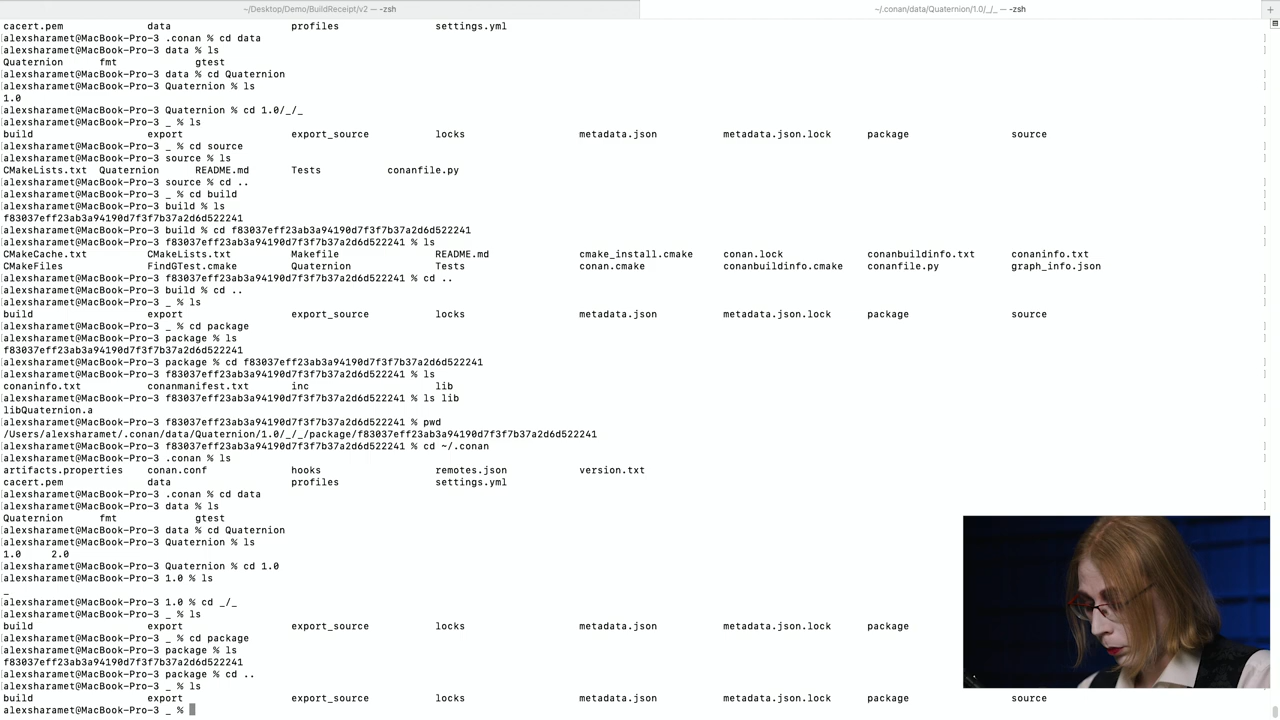 ~/Desktop/Demo/BuildReceipt/v2 — -zsh
~/.conan/data/Quaternion/1.0/_/_ — -zsh
cacert.pem data profiles settings.yml
alexsharamet@MacBook-Pro-3 .conan % cd data
alexsharamet@MacBook-Pro-3 data % ls
Quaternion fmt gtest
alexsharamet@MacBook-Pro-3 data % cd Quaternion
alexsharamet@MacBook-Pro-3 Quaternion % ls
1.0
alexsharamet@MacBook-Pro-3 Quaternion % cd 1.0/_/_
alexsharamet@MacBook-Pro-3 _ % ls
build export export_source locks metadata.json metadata.json.lock package source
alexsharamet@MacBook-Pro-3 _ % cd source
alexsharamet@MacBook-Pro-3 source % ls
CMakeLists.txt Quaternion README.md Tests conanfile.py
alexsharamet@MacBook-Pro-3 source % cd ..
alexsharamet@MacBook-Pro-3 _ % cd build
alexsharamet@MacBook-Pro-3 build % ls
f83037eff23ab3a94190d7f3f7b37a2d6d522241
alexsharamet@MacBook-Pro-3 build % cd f83037eff23ab3a94190d7f3f7b37a2d6d522241
alexsharamet@MacBook-Pro-3 f83037eff23ab3a94190d7f3f7b37a2d6d522241 % ls
CMakeCache.txt CMakeLists.txt Makefile README.md cmake_install.cmake conan.lock conanbuildinfo.txt conaninfo.txt
CMakeFiles FindGTest.cmake Quaternion Tests conan.cmake conanbuildinfo.cmake conanfile.py graph_info.json
alexsharamet@MacBook-Pro-3 f83037eff23ab3a94190d7f3f7b37a2d6d522241 % cd ..
alexsharamet@MacBook-Pro-3 build % cd ..
alexsharamet@MacBook-Pro-3 _ % ls
build export export_source locks metadata.json metadata.json.lock package source
alexsharamet@MacBook-Pro-3 _ % cd package
alexsharamet@MacBook-Pro-3 package % ls
f83037eff23ab3a94190d7f3f7b37a2d6d522241
alexsharamet@MacBook-Pro-3 package % cd f83037eff23ab3a94190d7f3f7b37a2d6d522241
alexsharamet@MacBook-Pro-3 f83037eff23ab3a94190d7f3f7b37a2d6d522241 % ls
conaninfo.txt conanmanifest.txt inc lib
alexsharamet@MacBook-Pro-3 f83037eff23ab3a94190d7f3f7b37a2d6d522241 % ls lib
libQuaternion.a
alexsharamet@MacBook-Pro-3 f83037eff23ab3a94190d7f3f7b37a2d6d522241 % pwd
/Users/alexsharamet/.conan/data/Quaternion/1.0/_/_/package/f83037eff23ab3a94190d7f3f7b37a2d6d522241
alexsharamet@MacBook-Pro-3 f83037eff23ab3a94190d7f3f7b37a2d6d522241 % cd ~/.conan
alexsharamet@MacBook-Pro-3 .conan % ls
artifacts.properties conan.conf hooks remotes.json version.txt
cacert.pem data profiles settings.yml
alexsharamet@MacBook-Pro-3 .conan % cd data
alexsharamet@MacBook-Pro-3 data % ls
Quaternion fmt gtest
alexsharamet@MacBook-Pro-3 data % cd Quaternion
alexsharamet@MacBook-Pro-3 Quaternion % ls
1.0 2.0
alexsharamet@MacBook-Pro-3 Quaternion % cd 1.0
alexsharamet@MacBook-Pro-3 1.0 % ls
_
alexsharamet@MacBook-Pro-3 1.0 % cd _/_
alexsharamet@MacBook-Pro-3 _ % ls
build export export_source locks metadata.json metadata.json.lock package
alexsharamet@MacBook-Pro-3 _ % cd package
alexsharamet@MacBook-Pro-3 package % ls
f83037eff23ab3a94190d7f3f7b37a2d6d522241
alexsharamet@MacBook-Pro-3 package % cd ..
alexsharamet@MacBook-Pro-3 _ % ls
build export export_source locks metadata.json metadata.json.lock package source
alexsharamet@MacBook-Pro-3 _ %